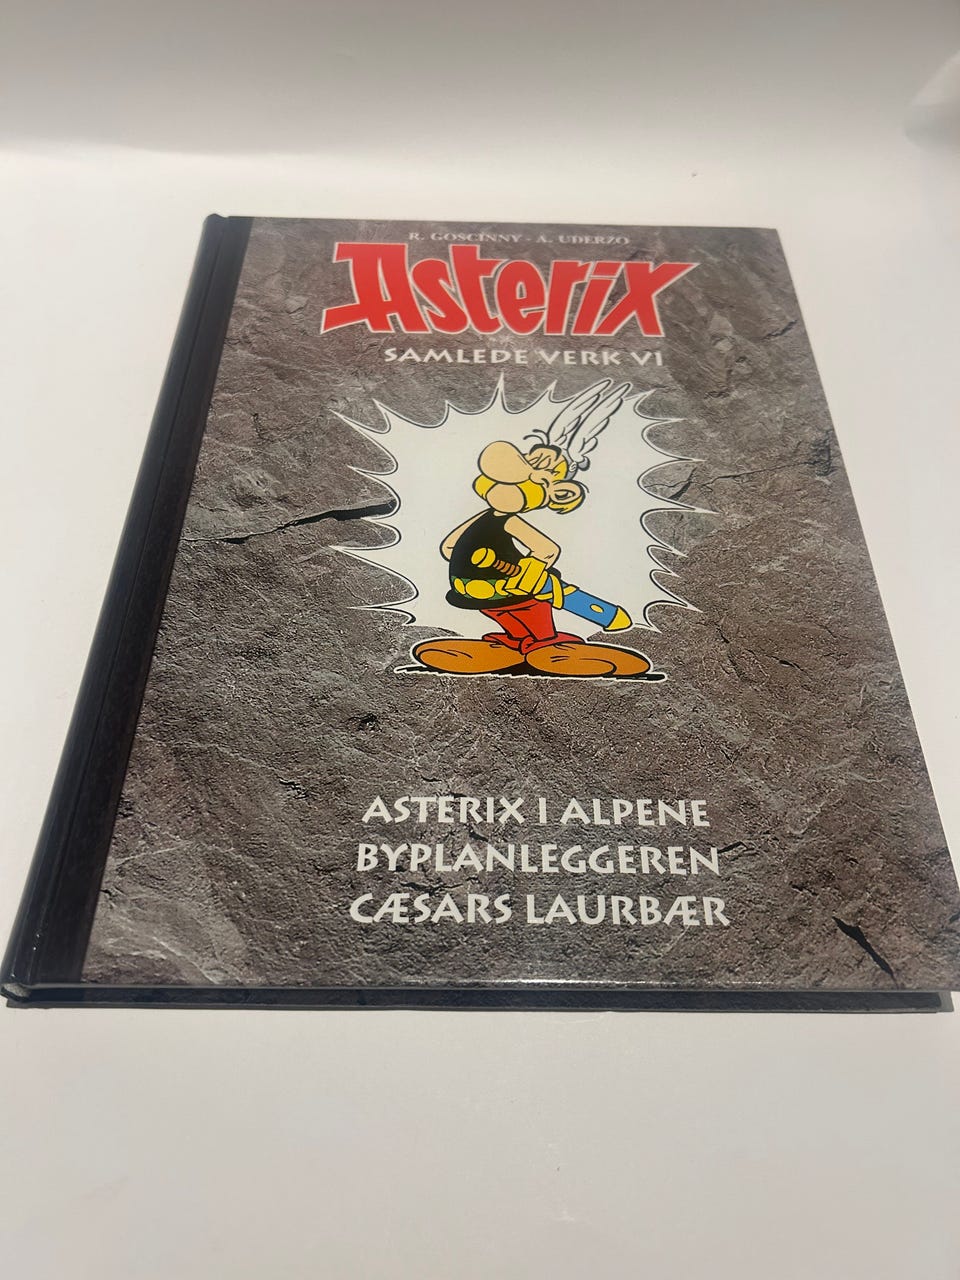 R. GOSCINNY - A. UDERZO
Asterix
SAMLEDE VERK VI
ASTERIX I ALPENE
BYPLANLEGGEREN
CÆSARS LAURBÆR